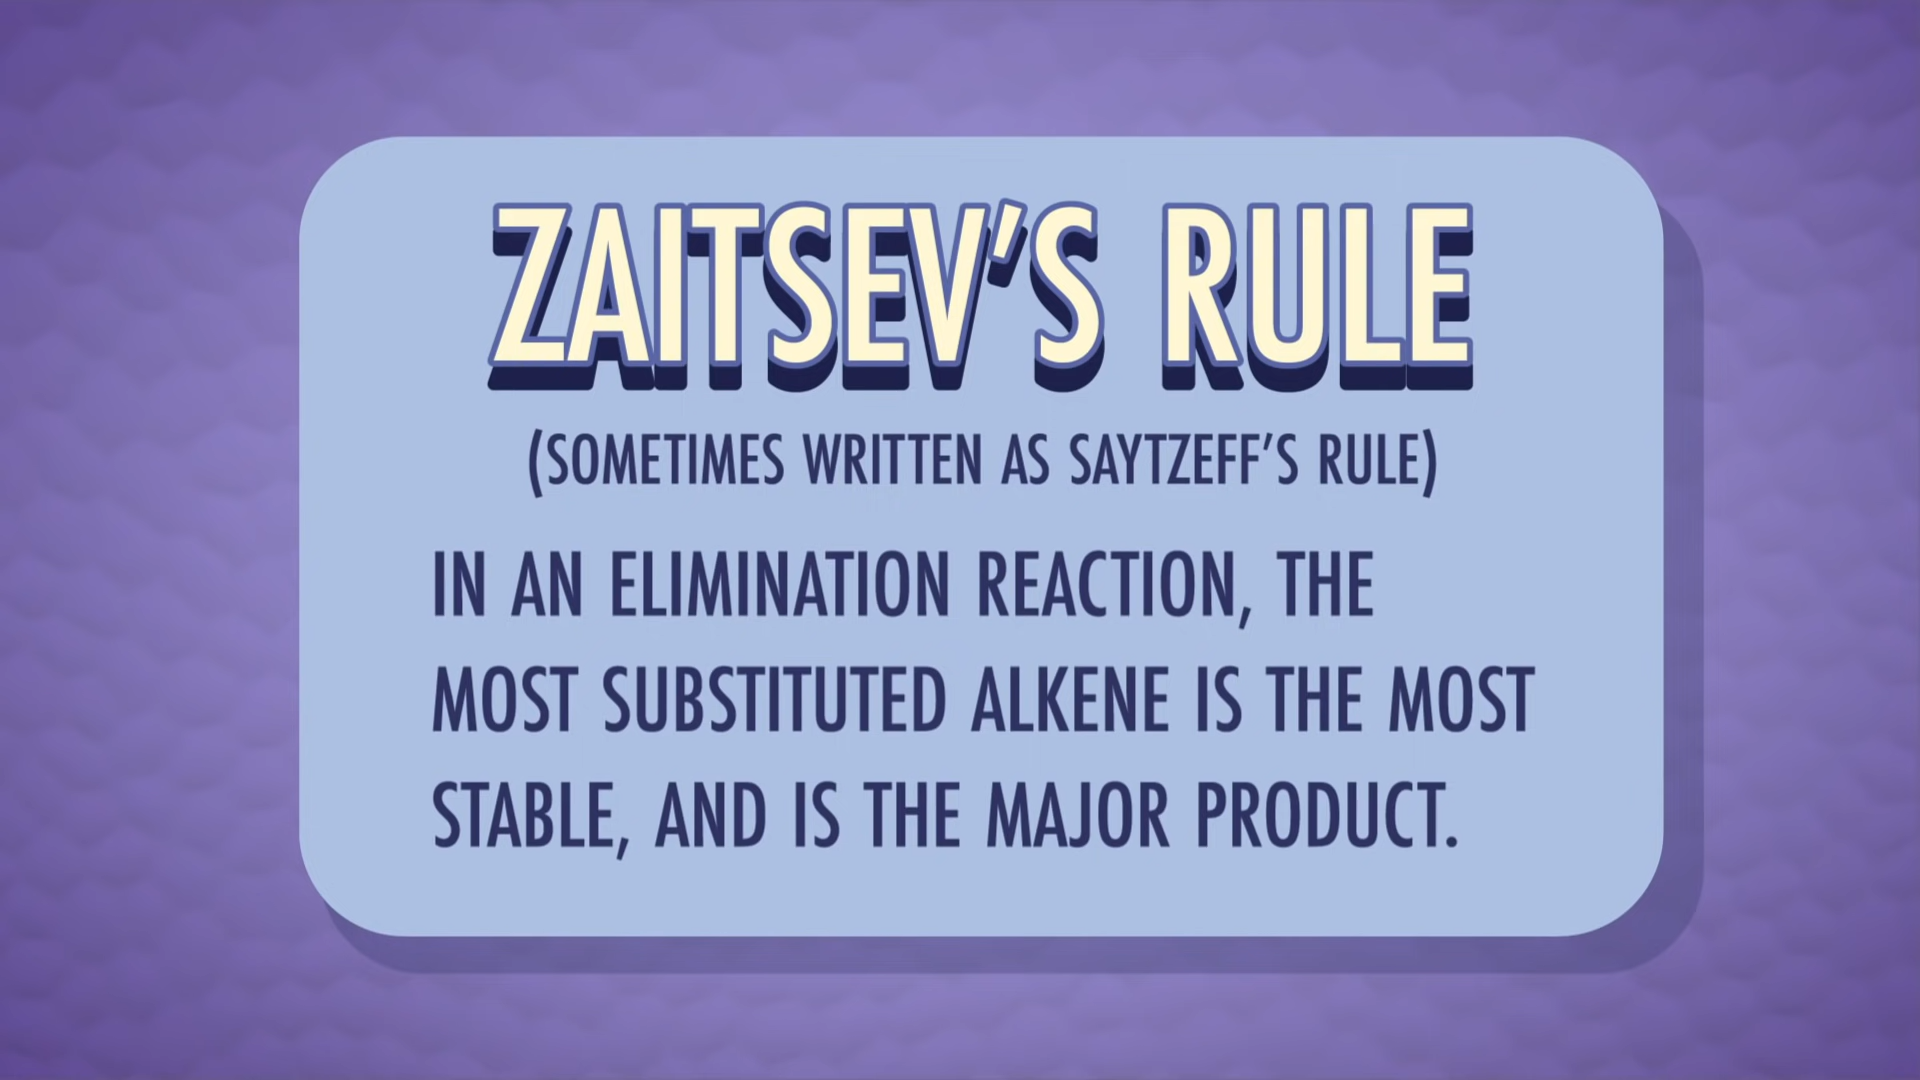 ZAITSEV'S RULE
(SOMETIMES WRITTEN AS SAYTZEFF'S RULE)
IN AN ELIMINATION REACTION, THE
MOST SUBSTITUTED ALKENE IS THE MOST
STABLE, AND IS THE MAJOR PRODUCT.